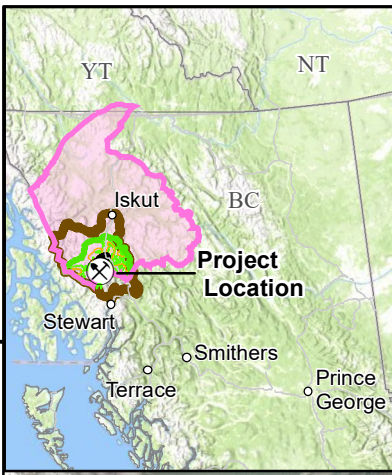 YT
NT
Iskut
BC
Project
Location
Stewart
Smithers
Terrace
Prince
George